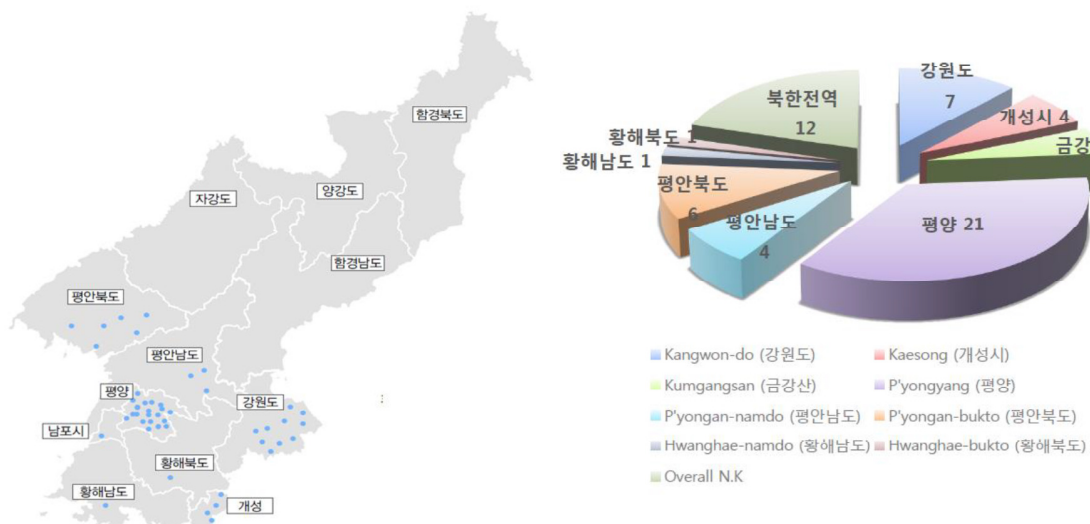 함경북도
양강도
자강도
함경남도
평안북도
평안남도
평양
강원도
남포시
황해북도
황해남도
개성
:
강원도
7
개성시 4
금강
평양 21
평안남도
4
평안북도
6
황해남도 1
황해북도 1
북한전역
12
Kangwon-do (강원도)
Kaesong (개성시)
Kumgangsan (금강산)
P'yongyang (평양)
P'yongan-namdo (평안남도)
P'yongan-bukto (평안북도)
Hwanghae-namdo (황해남도)
Hwanghae-bukto (황해북도)
Overall N.K